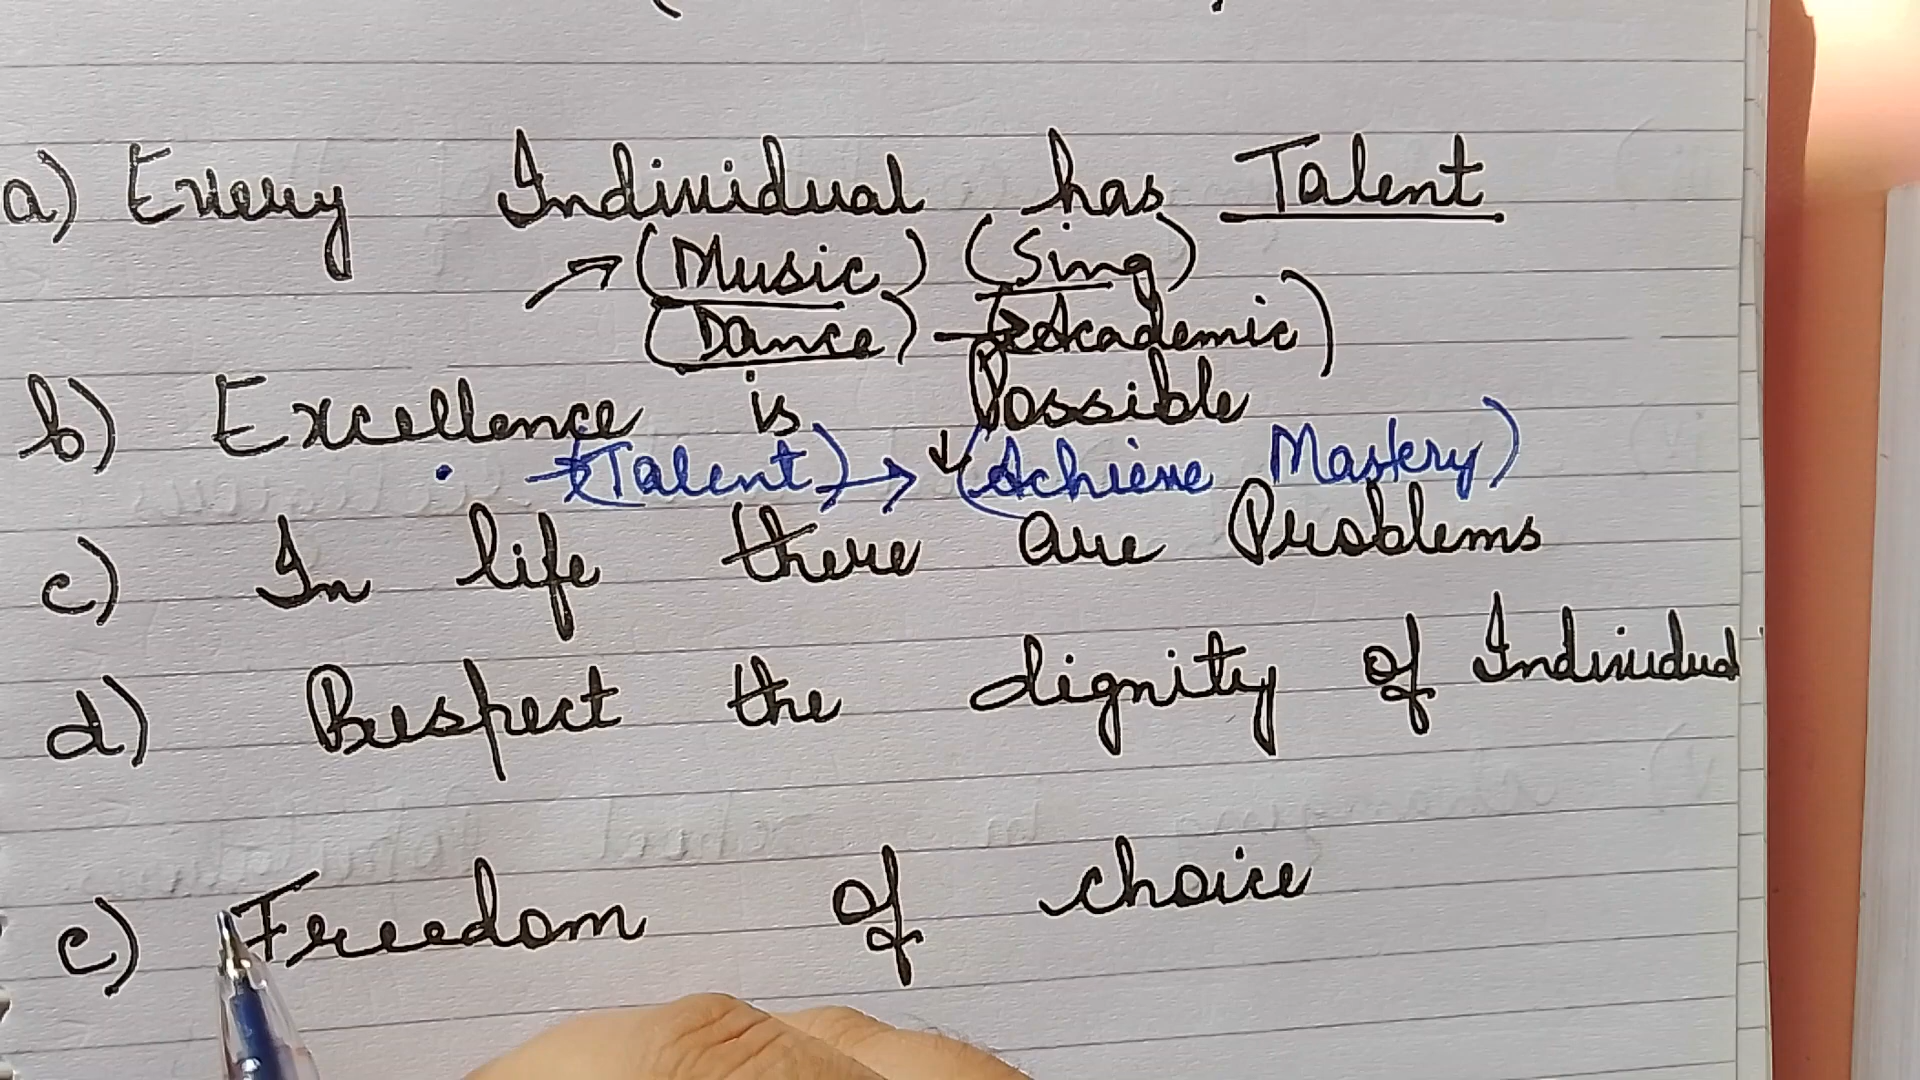 a) Every Individual has Talent
→ (Music) (Sing)
(Dance) → (Academic)
b) Excellence is Possible
→ (Talent) → ↓ (Achieve Mastery)
c) In life there are Problems
d) Respect the dignity of Individual
e) Freedom of choice